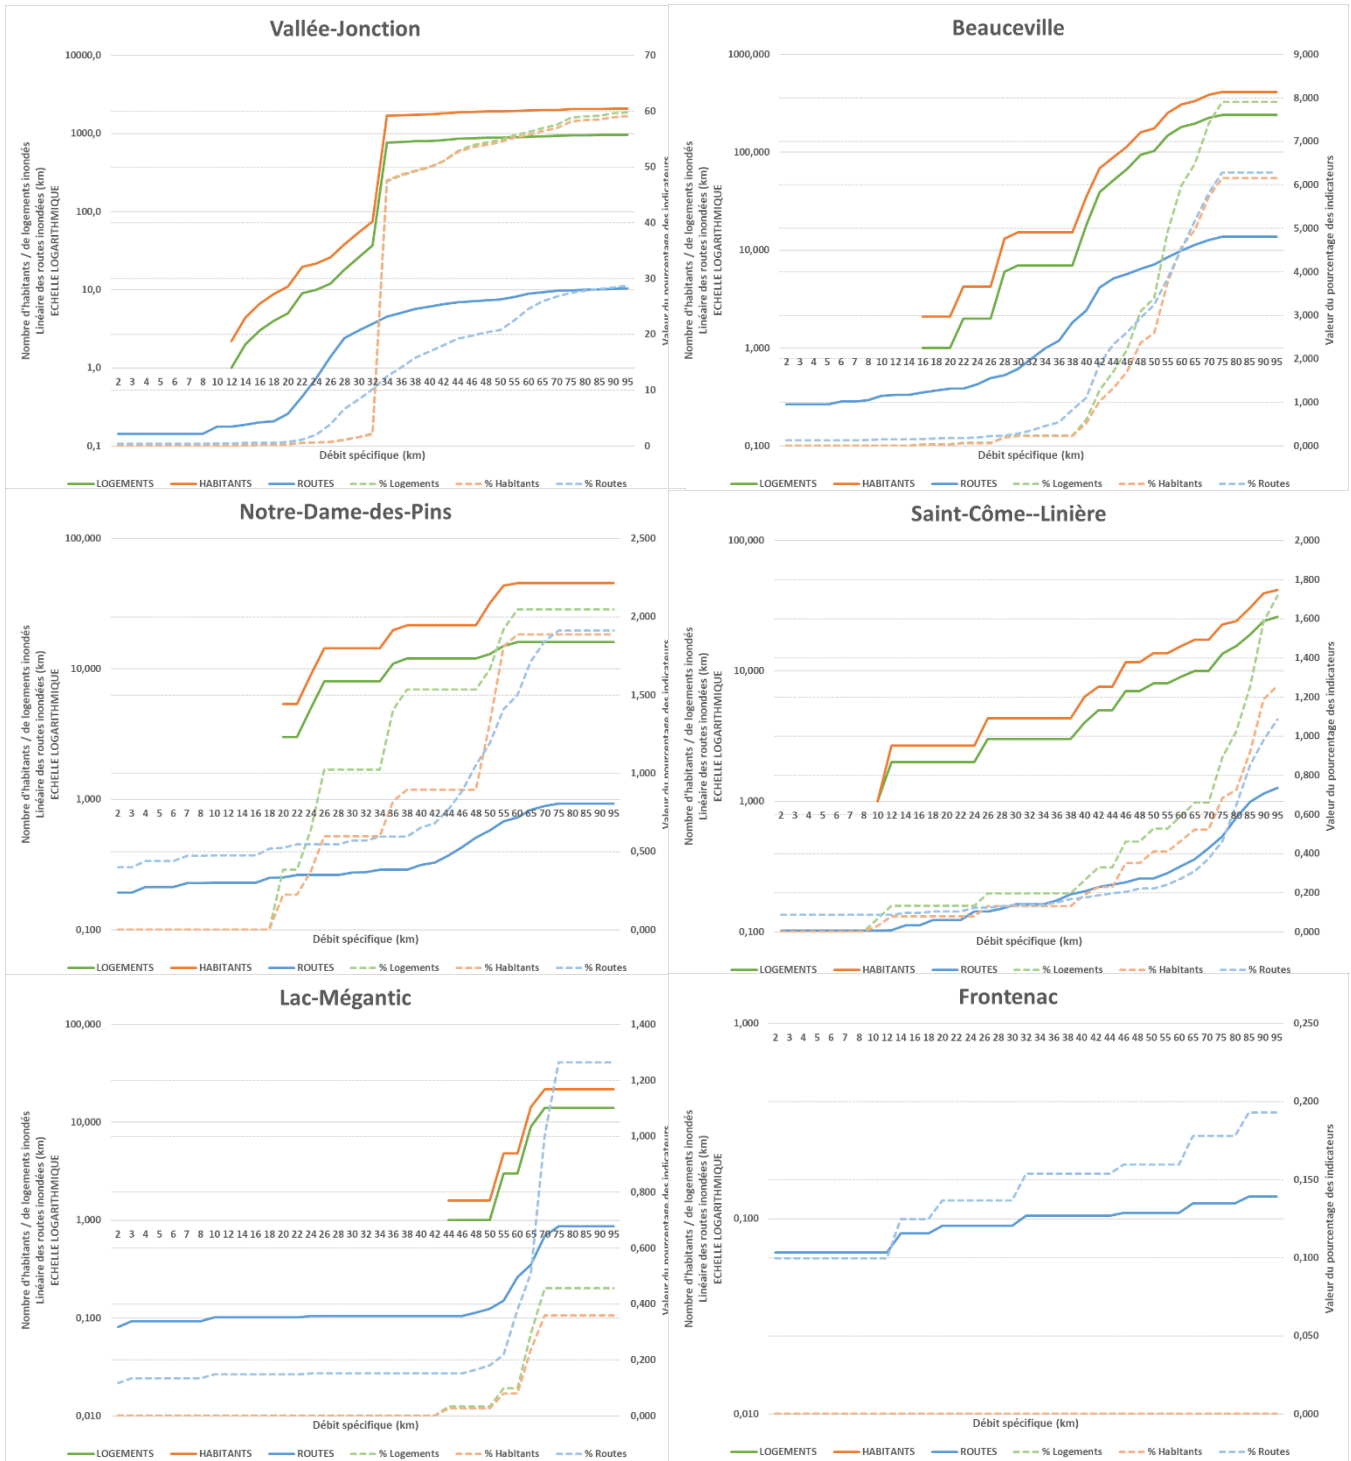 Vallée-Jonction
10000,0
1000,0
100,0
10,0
1,0
0,1
70
60
50
40
30
20
10
0
2 3 4 5 6 7 8 10 12 14 16 18 20 22 24 26 28 30 32 34 36 38 40 42 44 46 48 50 55 60 65 70 75 80 85 90 95
Nombre d'habitants / de logements inondés
Linéaire des routes inondées (km)
ECHELLE LOGARITHMIQUE
Valeur du pourcentage des indicateurs
Débit spécifique (km)
LOGEMENTS HABITANTS ROUTES % Logements % Habitants % Routes
Beauceville
1000,000
100,000
10,000
1,000
0,100
9,000
8,000
7,000
6,000
5,000
4,000
3,000
2,000
1,000
0,000
2 4 6 8 10 12 14 16 18 20 22 24 26 28 30 32 34 36 38 40 42 44 46 48 50 55 60 65 70 75 80 85 90 95
Nombre d'habitants / de logements inondés
Linéaire des routes inondées (km)
ECHELLE LOGARITHMIQUE
Valeur du pourcentage des indicateurs
Débit spécifique (km)
LOGEMENTS HABITANTS ROUTES % Logements % Habitants % Routes
Notre-Dame-des-Pins
100,000
10,000
1,000
0,100
2,500
2,000
1,500
1,000
0,500
0,000
2 3 4 5 6 7 8 10 12 14 16 18 20 22 24 26 28 30 32 34 36 38 40 42 44 46 48 50 55 60 65 70 75 80 85 90 95
Nombre d'habitants / de logements inondés
Linéaire des routes inondées (km)
ECHELLE LOGARITHMIQUE
Valeur du pourcentage des indicateurs
Débit spécifique (km)
LOGEMENTS HABITANTS ROUTES % Logements % Habitants % Routes
Saint-Côme--Linière
100,000
10,000
1,000
0,100
2,000
1,800
1,600
1,400
1,200
1,000
0,800
0,600
0,400
0,200
0,000
2 3 4 5 6 7 8 10 12 14 16 18 20 22 24 26 28 30 32 34 36 38 40 42 44 46 48 50 55 60 65 70 75 80 85 90 95
Nombre d'habitants / de logements inondés
Linéaire des routes inondées (km)
ECHELLE LOGARITHMIQUE
Valeur du pourcentage des indicateurs
Débit spécifique (km)
LOGEMENTS HABITANTS ROUTES % Logements % Habitants % Routes
Lac-Mégantic
100,000
10,000
1,000
0,100
0,010
1,400
1,200
1,000
0,800
0,600
0,400
0,200
0,000
2 3 4 5 6 7 8 10 12 14 16 18 20 22 24 26 28 30 32 34 36 38 40 42 44 46 48 50 55 60 65 70 75 80 85 90 95
Nombre d'habitants / de logements inondés
Linéaire des routes inondées (km)
ECHELLE LOGARITHMIQUE
Valeur du pourcentage des indicateurs
Débit spécifique (km)
LOGEMENTS HABITANTS ROUTES % Logements % Habitants % Routes
Frontenac
1,000
0,100
0,010
0,250
0,200
0,150
0,100
0,050
0,000
2 3 4 5 6 7 8 10 12 14 16 18 20 22 24 26 28 30 32 34 36 38 40 42 44 46 48 50 55 60 65 70 75 80 85 90 95
Nombre d'habitants / de logements inondés
Linéaire des routes inondées (km)
ECHELLE LOGARITHMIQUE
Valeur du pourcentage des indicateurs
Débit spécifique (km)
LOGEMENTS HABITANTS ROUTES % Logements % Habitants % Routes